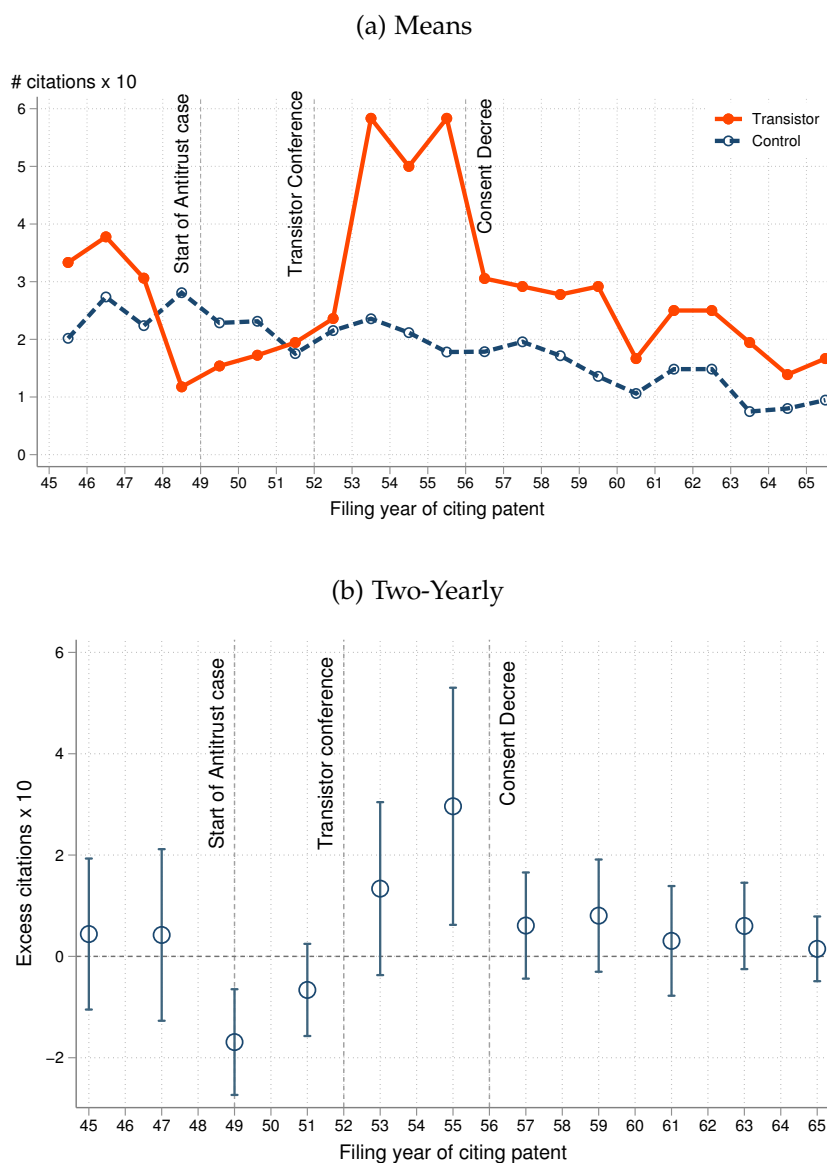 (a) Means
# citations x 10
6
5
4
3
2
1
0
Start of Antitrust case
Transistor Conference
Consent Decree
Transistor
Control
45 46 47 48 49 50 51 52 53 54 55 56 57 58 59 60 61 62 63 64 65
Filing year of citing patent
(b) Two-Yearly
Excess citations x 10
6
4
2
0
−2
Start of Antitrust case
Transistor conference
Consent Decree
45 46 47 48 49 50 51 52 53 54 55 56 57 58 59 60 61 62 63 64 65
Filing year of citing patent